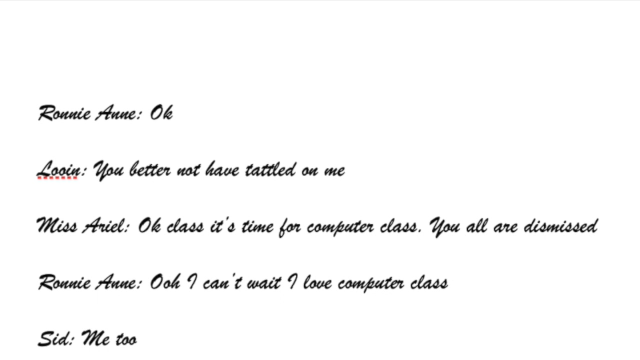 Ronnie Anne: Ok
Looin: You better not have tattled on me
Miss Ariel: Ok class it's time for computer class. You all are dismissed
Ronnie Anne: Ooh I can't wait I love computer class
Sid: Me too